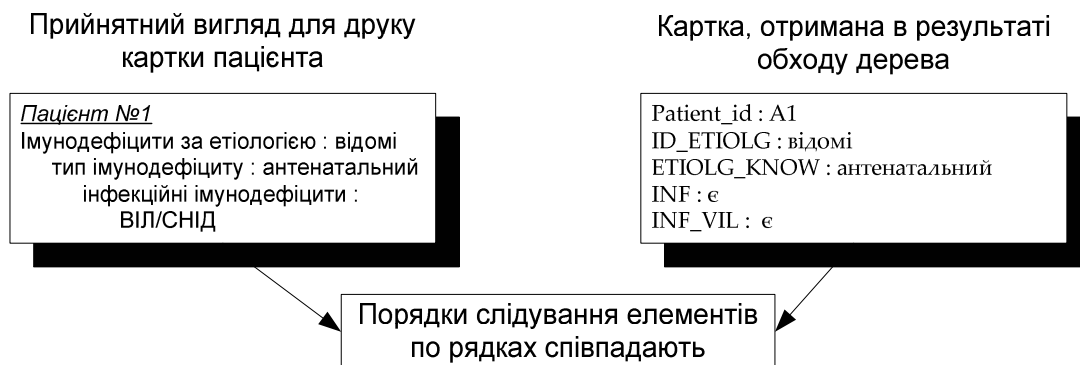 Прийнятний вигляд для друку
картки пацієнта
Пацієнт №1
Імунодефіцити за етіологією : відомі
тип імунодефіциту : антенатальний
інфекційні імунодефіцити :
ВІЛ/СНІД
Картка, отримана в результаті
обходу дерева
Patient_id : A1
ID_ETIOLG : відомі
ETIOLG_KNOW : антенатальний
INF : є
INF_VIL : є
Порядки слідування елементів
по рядках співпадають